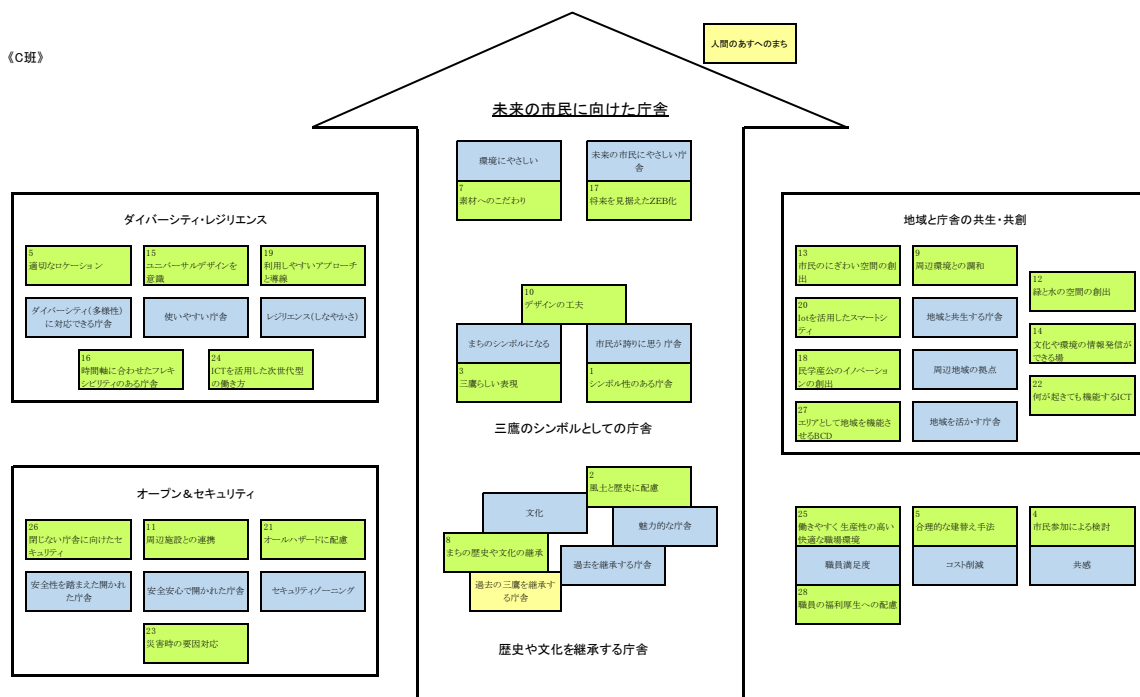 《C班》
人間のあすへのまち
未来の市民に向けた庁舎
環境にやさしい
7
素材へのこだわり
未来の市民にやさしい庁
舎
17
将来を見据えたZEB化
10
デザインの工夫
まちのシンボルになる
市民が誇りに思う庁舎
3
三鷹らしい表現
1
シンボル性のある庁舎
三鷹のシンボルとしての庁舎
2
風土と歴史に配慮
文化
魅力的な庁舎
8
まちの歴史や文化の継承
過去を継承する庁舎
過去の三鷹を継承す
る庁舎
歴史や文化を継承する庁舎
ダイバーシティ・レジリエンス
5
適切なロケーション
15
ユニバーサルデザインを
意識
19
利用しやすいアプローチ
と導線
ダイバーシティ(多様性)
に対応できる庁舎
使いやすい庁舎
レジリエンス(しなやかさ)
16
時間軸に合わせたフレキ
シビリティのある庁舎
24
ICTを活用した次世代型
の働き方
オープン&セキュリティ
26
閉じない庁舎に向けたセ
キュリティ
11
周辺施設との連携
21
オールハザードに配慮
安全性を踏まえた開かれ
た庁舎
安全安心で開かれた庁舎
セキュリティゾーニング
23
災害時の要因対応
地域と庁舎の共生・共創
13
市民のにぎわい空間の創
出
9
周辺環境との調和
12
緑と水の空間の創出
20
Iotを活用したスマートシ
ティ
地域と共生する庁舎
14
文化や環境の情報発信が
できる場
18
民学産公のイノベーショ
ンの創出
周辺地域の拠点
22
何が起きても機能するICT
27
エリアとして地域を機能さ
せるBCD
地域を活かす庁舎
25
働きやすく生産性の高い
快適な職場環境
職員満足度
28
職員の福利厚生への配慮
5
合理的な建替え手法
コスト削減
4
市民参加による検討
共感